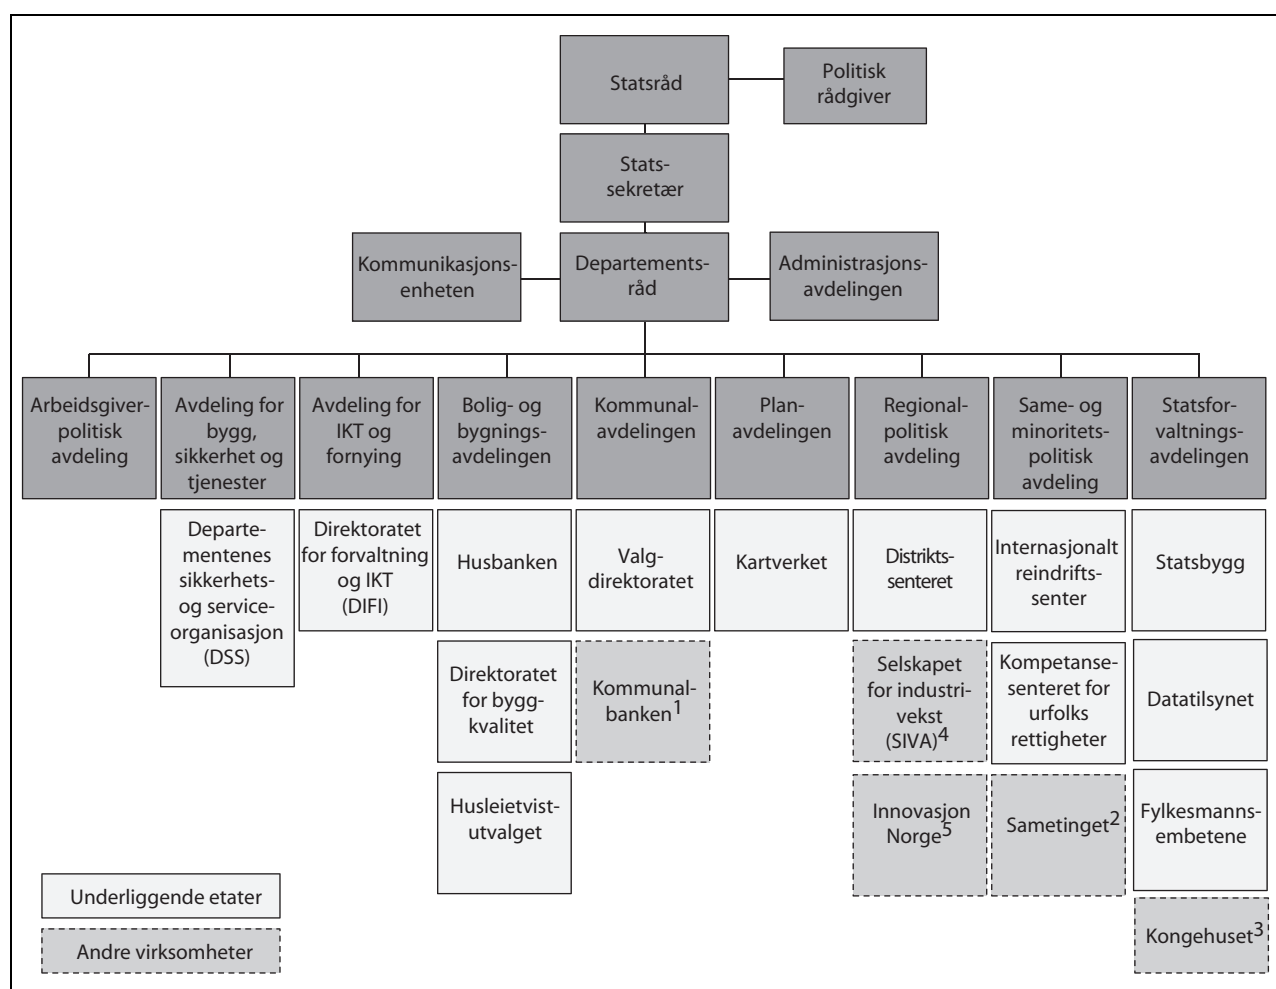 Statsråd
Politisk
rådgiver
Stats-
sekretær
Kommunikasjons-
enheten
Departements-
råd
Administrasjons-
avdelingen
Arbeidsgiver-
politisk
avdeling
Avdeling for
bygg,
sikkerhet og
tjenester
Avdeling for
IKT og
fornying
Bolig- og
bygnings-
avdelingen
Kommunal-
avdelingen
Plan-
avdelingen
Regional-
politisk
avdeling
Same- og
minoritets-
politisk
avdeling
Statsfor-
valtnings-
avdelingen
Departe-
mentenes
sikkerhets-
og service-
organisasjon
(DSS)
Direktoratet
for forvaltning
og IKT
(DIFI)
Husbanken
Valg-
direktoratet
Kartverket
Distrikts-
senteret
Internasjonalt
reindrifts-
senter
Statsbygg
Direktoratet
for bygg-
kvalitet
Kommunal-
banken1
Selskapet
for industri-
vekst
(SIVA)4
Kompetanse-
senteret for
urfolks
rettigheter
Datatilsynet
Husleietvist-
utvalget
Innovasjon
Norge5
Sametinget2
Fylkesmanns-
embetene
Kongehuset3
Underliggende etater
Andre virksomheter